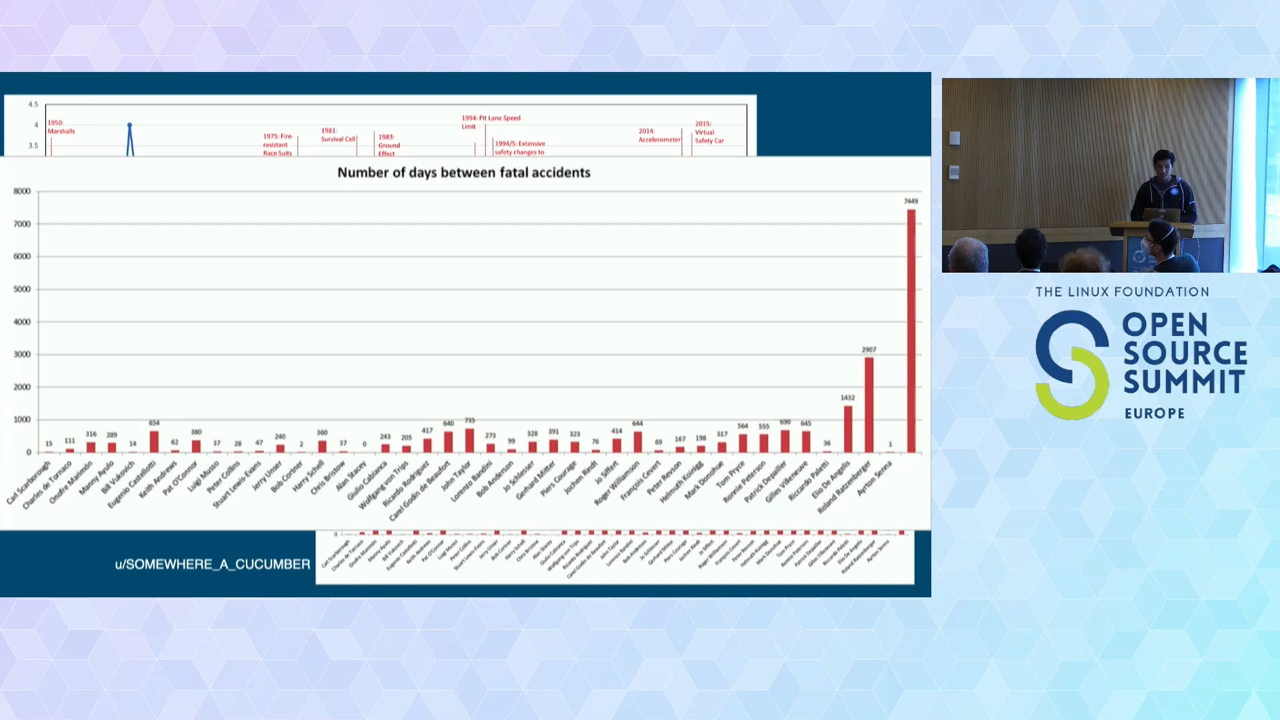 4.5
4
3.5
1950:
Marshalls
1975: Fire-
resistant
Race Suits
1981:
Survival Cell
1983:
Ground
Effect
1994: Pit Lane Speed
Limit
1994/5: Extensive
safety changes to
2014:
Accelerometer
2015:
Virtual
Safety Car
Number of days between fatal accidents
8000
7000
6000
5000
4000
3000
2000
1000
0
15
111
316
289
14
654
62
380
37
28
47
240
2
360
37
0
243
205
417
640
735
273
99
328
391
323
76
414
644
69
167
198
317
564
555
690
645
36
1432
2907
1
7449
Carl Scarborough
Charles de Tornaco
Onofre Marimón
Manny Ayulo
Bill Vukovich
Eugenio Castellotti
Keith Andrews
Pat O'Connor
Luigi Musso
Peter Collins
Stuart Lewis-Evans
Jerry Unser
Bob Cortner
Harry Schell
Chris Bristow
Alan Stacey
Giulio Cabianca
Wolfgang von Trips
Ricardo Rodriguez
Carel Godin de Beaufort
John Taylor
Lorenzo Bandini
Bob Anderson
Jo Schlesser
Gerhard Mitter
Piers Courage
Jochen Rindt
Jo Siffert
Roger Williamson
François Cevert
Peter Revson
Helmuth Koinigg
Mark Donohue
Tom Pryce
Ronnie Peterson
Patrick Depailler
Gilles Villeneuve
Riccardo Paletti
Elio De Angelis
Roland Ratzenberger
Ayrton Senna
u/SOMEWHERE_A_CUCUMBER
THE LINUX FOUNDATION
OPEN
SOURCE
SUMMIT
EUROPE